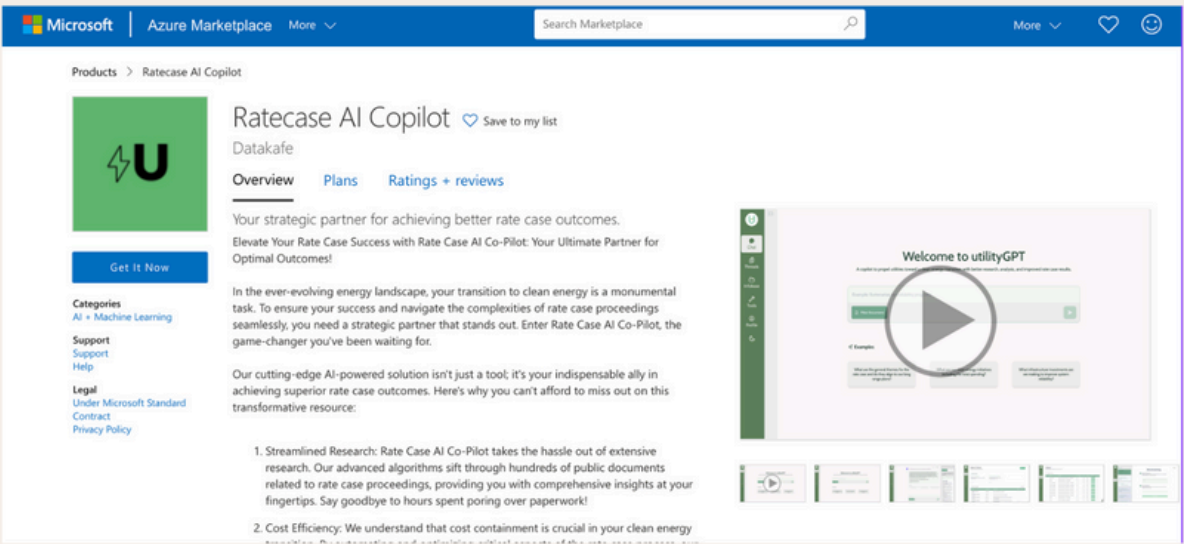 Microsoft
Azure Marketplace
More
Search Marketplace
More
Products > Ratecase AI Copilot
U
Ratecase AI Copilot
Save to my list
Datakafe
Overview
Plans
Ratings + reviews
Your strategic partner for achieving better rate case outcomes.
Elevate Your Rate Case Success with Rate Case AI Co-Pilot: Your Ultimate Partner for
Optimal Outcomes!
In the ever-evolving energy landscape, your transition to clean energy is a monumental
task. To ensure your success and navigate the complexities of rate case proceedings
seamlessly, you need a strategic partner that stands out. Enter Rate Case AI Co-Pilot, the
game-changer you've been waiting for.
Our cutting-edge AI-powered solution isn't just a tool; it's your indispensable ally in
achieving superior rate case outcomes. Here's why you can't afford to miss out on this
transformative resource:
1. Streamlined Research: Rate Case AI Co-Pilot takes the hassle out of extensive
research. Our advanced algorithms sift through hundreds of public documents
related to rate case proceedings, providing you with comprehensive insights at your
fingertips. Say goodbye to hours spent poring over paperwork!
2. Cost Efficiency: We understand that cost containment is crucial in your clean energy
Get It Now
Categories
AI + Machine Learning
Support
Support
Help
Legal
Under Microsoft Standard
Contract
Privacy Policy
Welcome to utilityGPT
Examples